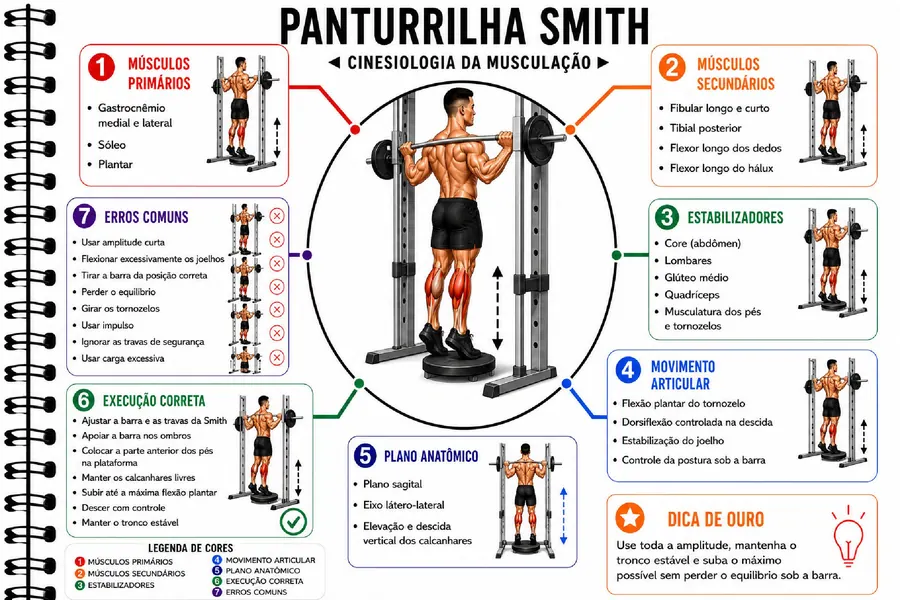 PANTURRILHA SMITH
◄ CINESIOLOGIA DA MUSCULAÇÃO ►
1 MÚSCULOS
PRIMÁRIOS
• Gastrocnêmio
medial e lateral
• Sóleo
• Plantar
2 MÚSCULOS
SECUNDÁRIOS
• Fibular longo e curto
• Tibial posterior
• Flexor longo dos dedos
• Flexor longo do hálux
3 ESTABILIZADORES
• Core (abdômen)
• Lombares
• Glúteo médio
• Quadríceps
• Musculatura dos pés
e tornozelos
4 MOVIMENTO
ARTICULAR
• Flexão plantar do tornozelo
• Dorsiflexão controlada na descida
• Estabilização do joelho
• Controle da postura sob a barra
5 PLANO ANATÔMICO
• Plano sagital
• Eixo látero-lateral
• Elevação e descida
vertical dos calcanhares
6 EXECUÇÃO CORRETA
• Ajustar a barra e as travas da Smith
• Apoiar a barra nos ombros
• Colocar a parte anterior dos pés
na plataforma
• Manter os calcanhares livres
• Subir até a máxima flexão plantar
• Descer com controle
• Manter o tronco estável
7 ERROS COMUNS
• Usar amplitude curta
• Flexionar excessivamente os joelhos
• Tirar a barra da posição correta
• Perder o equilíbrio
• Girar os tornozelos
• Usar impulso
• Ignorar as travas de segurança
• Usar carga excessiva
DICA DE OURO
Use toda a amplitude, mantenha o
tronco estável e suba o máximo
possível sem perder o equilibrio sob a barra.
LEGENDA DE CORES
1 MÚSCULOS PRIMÁRIOS
2 MÚSCULOS SECUNDÁRIOS
3 ESTABILIZADORES
4 MOVIMENTO ARTICULAR
5 PLANO ANATÔMICO
6 EXECUÇÃO CORRETA
7 ERROS COMUNS